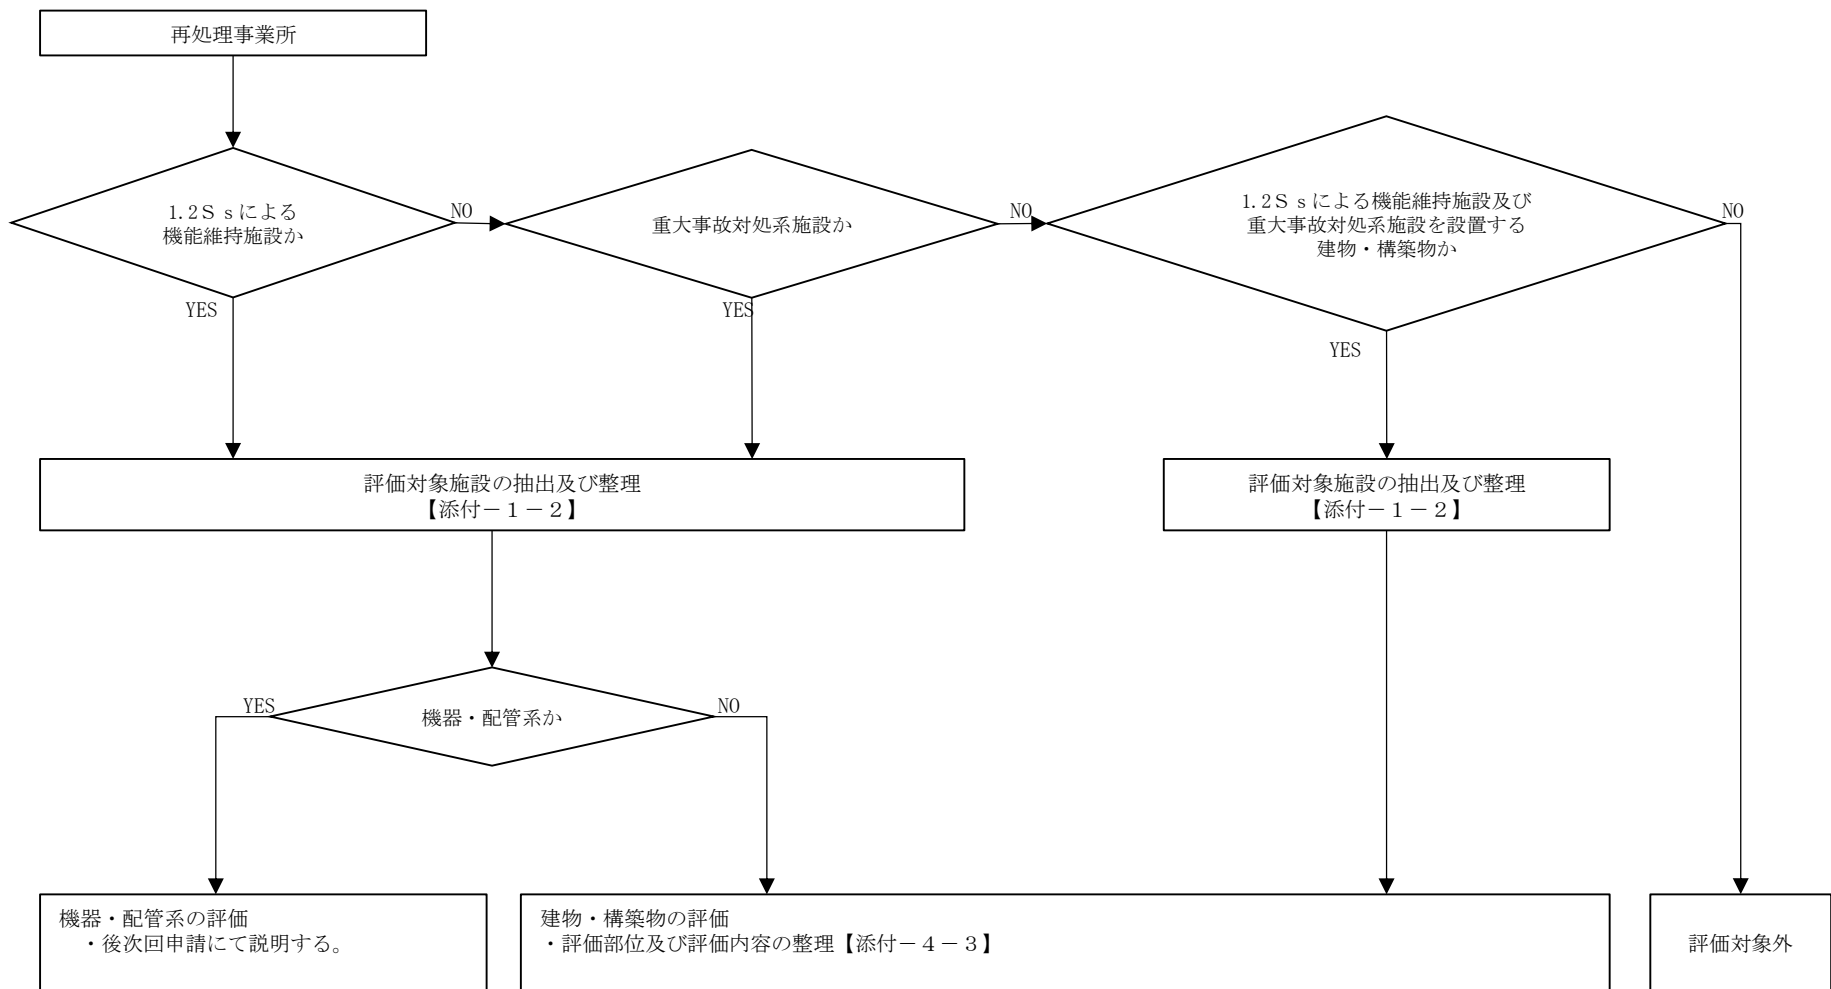 再処理事業所
1.2Ｓｓによる
機能維持施設か
NO
重大事故対処系施設か
NO
1.2Ｓｓによる機能維持施設及び
重大事故対処系施設を設置する
建物・構築物か
NO
YES
YES
YES
評価対象施設の抽出及び整理
【添付－１－２】
評価対象施設の抽出及び整理
【添付－１－２】
YES
機器・配管系か
NO
機器・配管系の評価
・後次回申請にて説明する。
建物・構築物の評価
・評価部位及び評価内容の整理【添付－４－３】
評価対象外